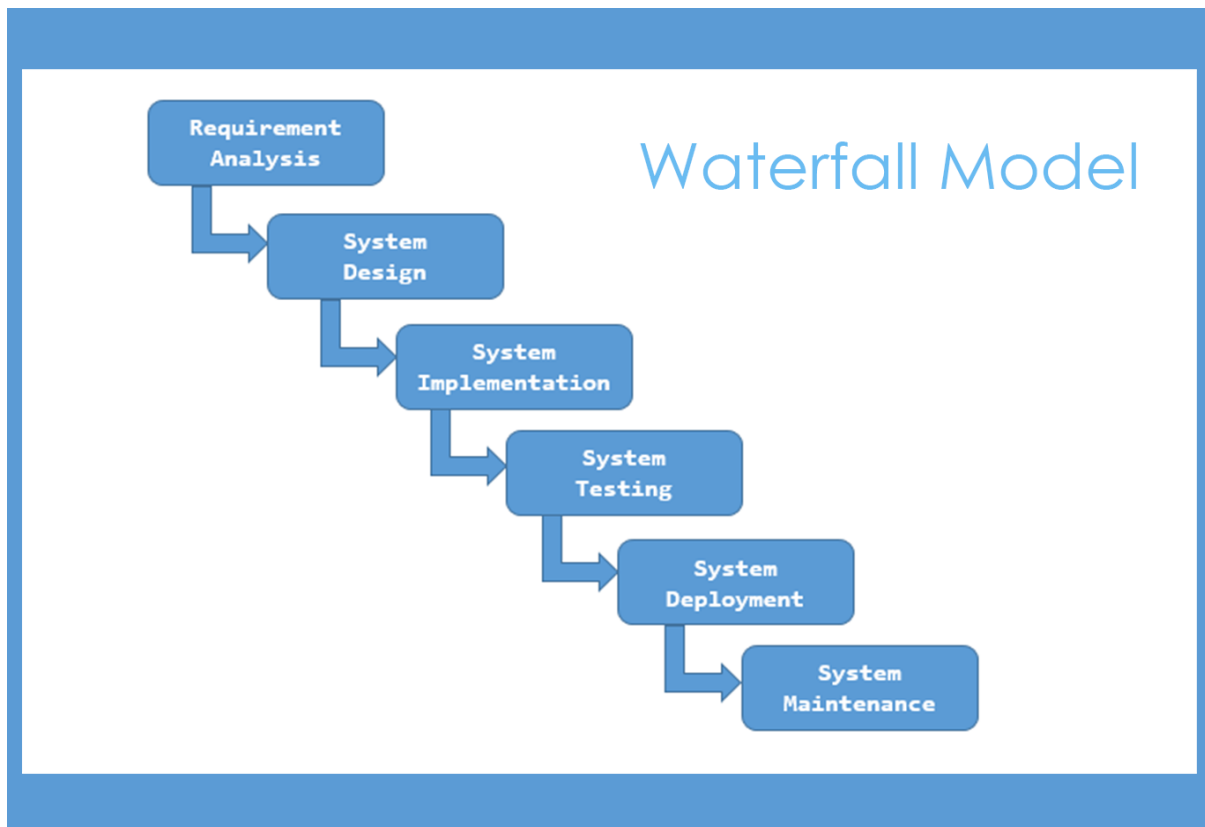 Waterfall Model
Requirement
Analysis
System
Design
System
Implementation
System
Testing
System
Deployment
System
Maintenance